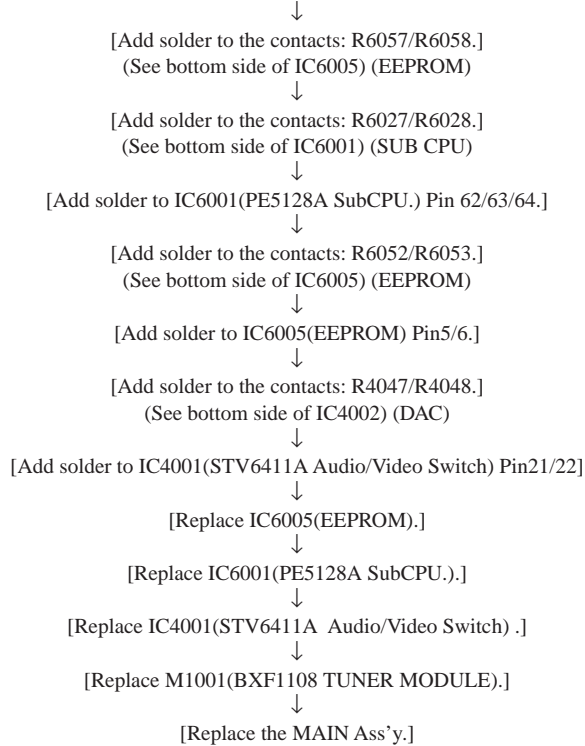 ↓
[Add solder to the contacts: R6057/R6058.]
(See bottom side of IC6005) (EEPROM)
↓
[Add solder to the contacts: R6027/R6028.]
(See bottom side of IC6001) (SUB CPU)
↓
[Add solder to IC6001(PE5128A SubCPU.) Pin 62/63/64.]
↓
[Add solder to the contacts: R6052/R6053.]
(See bottom side of IC6005) (EEPROM)
↓
[Add solder to IC6005(EEPROM) Pin5/6.]
↓
[Add solder to the contacts: R4047/R4048.]
(See bottom side of IC4002) (DAC)
↓
[Add solder to IC4001(STV6411A Audio/Video Switch) Pin21/22]
↓
[Replace IC6005(EEPROM).]
↓
[Replace IC6001(PE5128A SubCPU.).]
↓
[Replace IC4001(STV6411A  Audio/Video Switch) .]
↓
[Replace M1001(BXF1108 TUNER MODULE).]
↓
[Replace the MAIN Ass’y.]